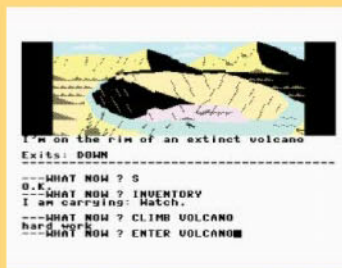 I'm on the rim of an extinct volcano
Exits: DOWN
---WHAT NOW ? S
O.K.
---WHAT NOW ? INVENTORY
I am carrying: Watch.
---WHAT NOW ? CLIMB VOLCANO
hard work
---WHAT NOW ? ENTER VOLCANO